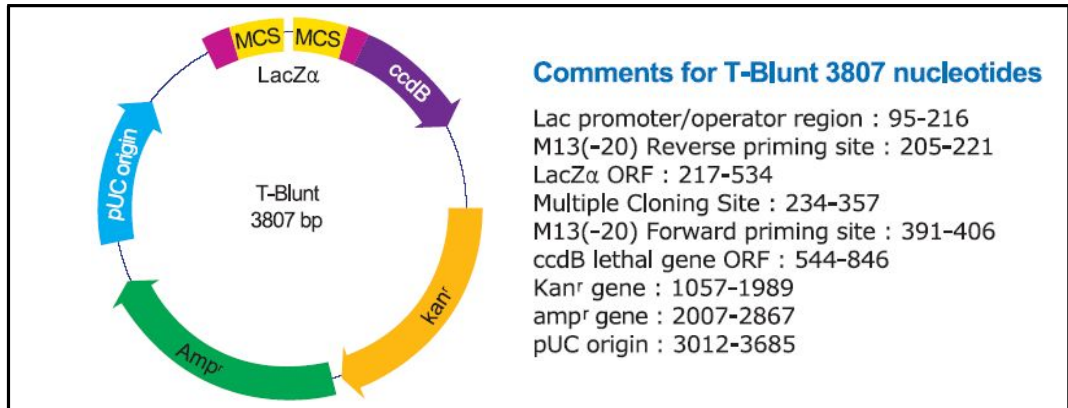 MCS MCS
LacZα
ccdB
pUC origin
T-Blunt
3807 bp
kanʳ
Ampʳ
Comments for T-Blunt 3807 nucleotides
Lac promoter/operator region : 95-216
M13(-20) Reverse priming site : 205-221
LacZα ORF : 217-534
Multiple Cloning Site : 234-357
M13(-20) Forward priming site : 391-406
ccdB lethal gene ORF : 544-846
Kanʳ gene : 1057-1989
ampʳ gene : 2007-2867
pUC origin : 3012-3685